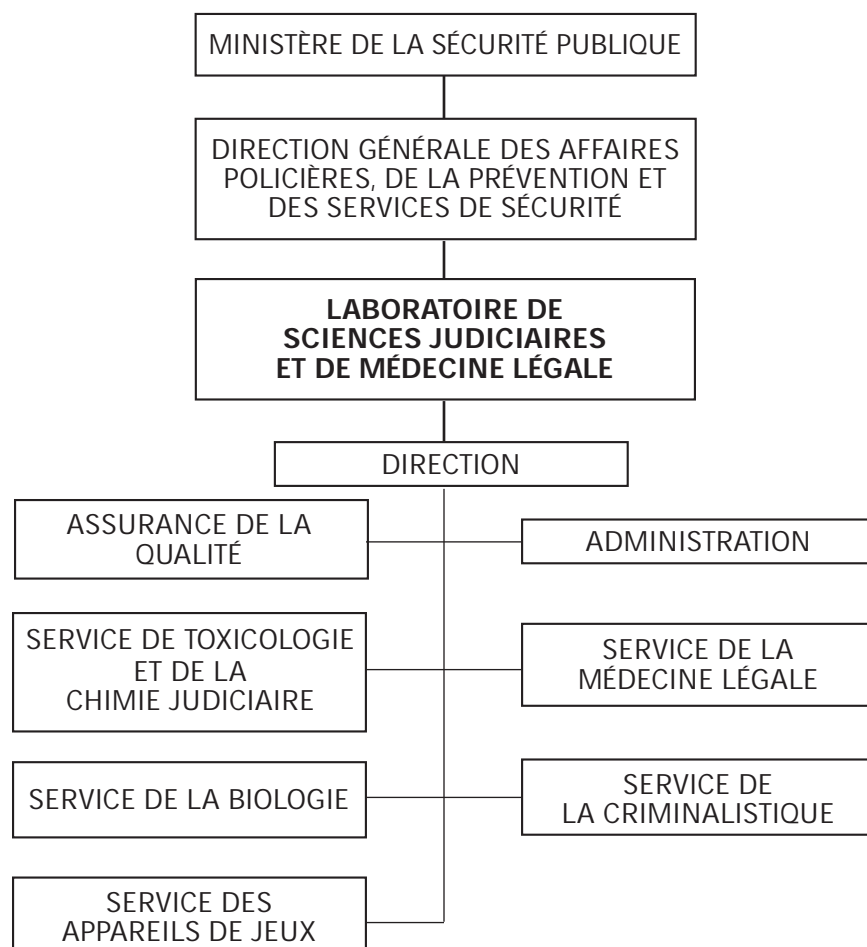 MINISTÈRE DE LA SÉCURITÉ PUBLIQUE
DIRECTION GÉNÉRALE DES AFFAIRES
POLICIÈRES, DE LA PRÉVENTION ET
DES SERVICES DE SÉCURITÉ
LABORATOIRE DE
SCIENCES JUDICIAIRES
ET DE MÉDECINE LÉGALE
DIRECTION
ASSURANCE DE LA
QUALITÉ
ADMINISTRATION
SERVICE DE TOXICOLOGIE
ET DE LA
CHIMIE JUDICIAIRE
SERVICE DE LA
MÉDECINE LÉGALE
SERVICE DE LA BIOLOGIE
SERVICE DE
LA CRIMINALISTIQUE
SERVICE DES
APPAREILS DE JEUX